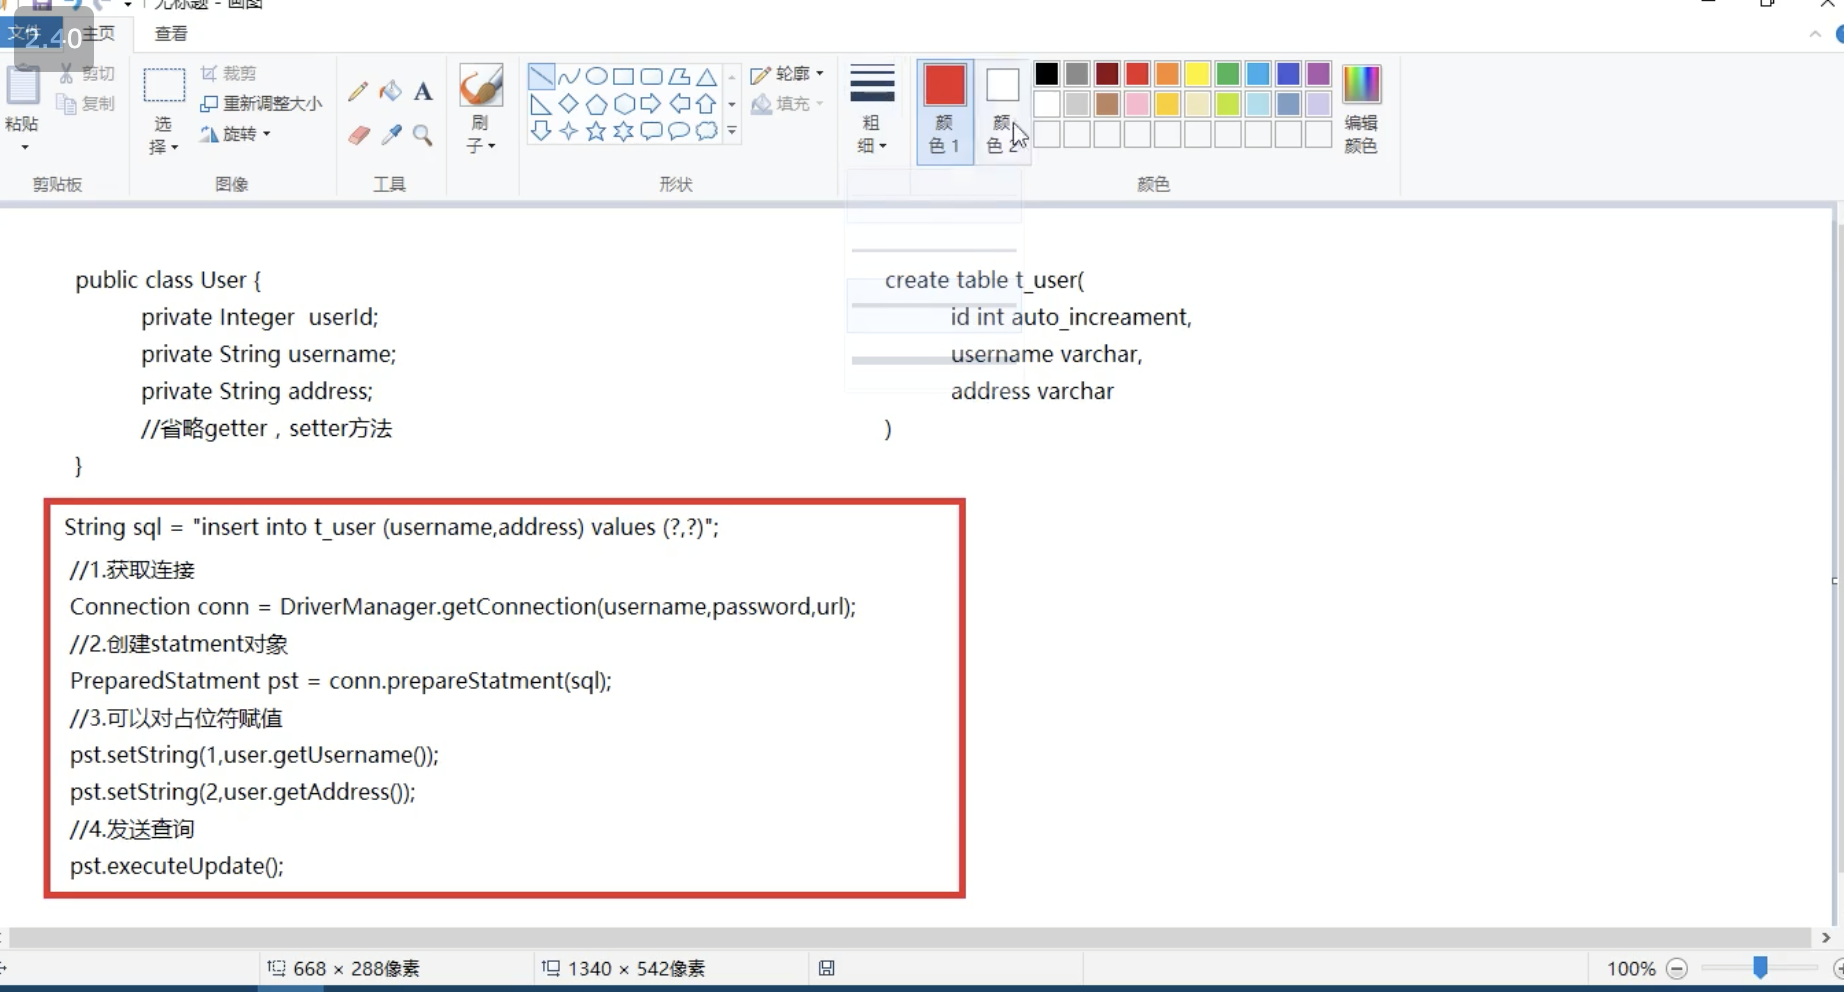 无标题 - 画图
文件 主页 查看
2.40
粘贴
剪切
复制
剪贴板
选择
裁剪
重新调整大小
旋转
图像
A
工具
刷子
形状
轮廓
填充
粗细
颜色 1
颜色 2
颜色
编辑颜色
public class User {
private Integer  userId;
private String username;
private String address;
//省略getter，setter方法
}
create table t_user(
id int auto_increament,
username varchar,
address varchar
)
String sql = "insert into t_user (username,address) values (?,?)";
//1.获取连接
Connection conn = DriverManager.getConnection(username,password,url);
//2.创建statment对象
PreparedStatment pst = conn.prepareStatment(sql);
//3.可以对占位符赋值
pst.setString(1,user.getUsername());
pst.setString(2,user.getAddress());
//4.发送查询
pst.executeUpdate();
668 × 288像素
1340 × 542像素
100%